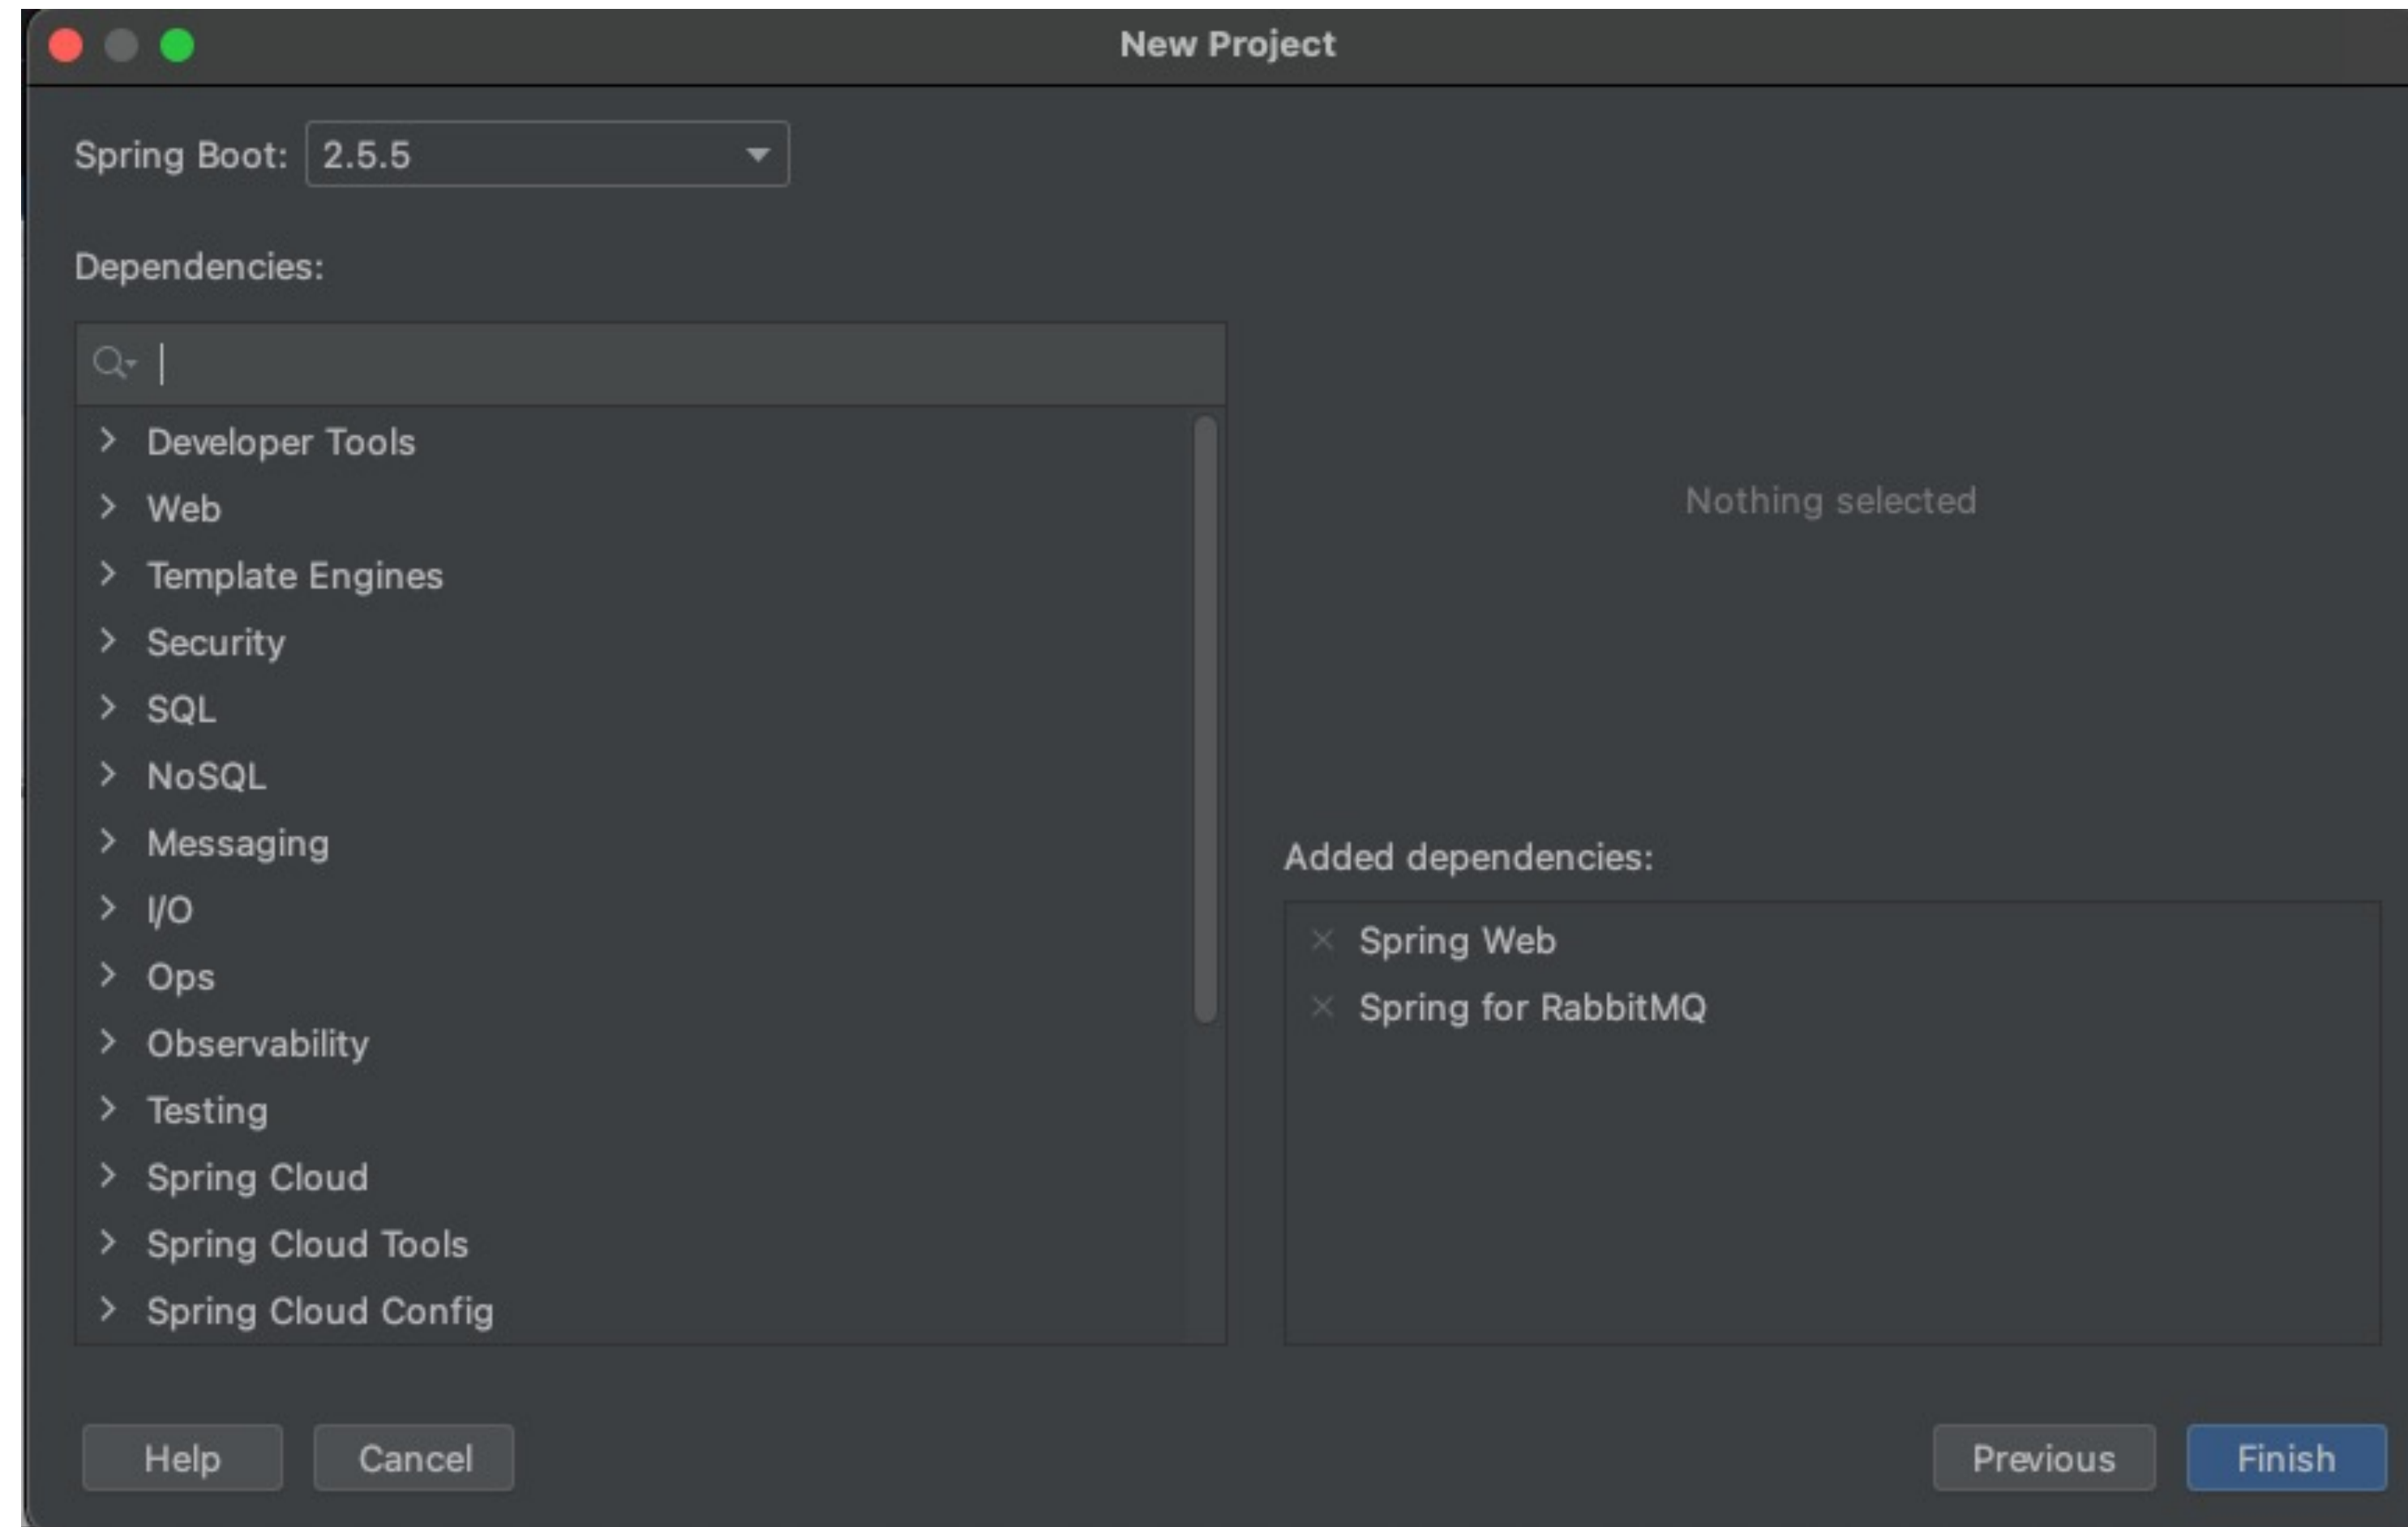 New Project
Spring Boot: 2.5.5
Dependencies:
Developer Tools
Web
Template Engines
Security
SQL
NoSQL
Messaging
I/O
Ops
Observability
Testing
Spring Cloud
Spring Cloud Tools
Spring Cloud Config
Nothing selected
Added dependencies:
Spring Web
Spring for RabbitMQ
Help Cancel Previous Finish